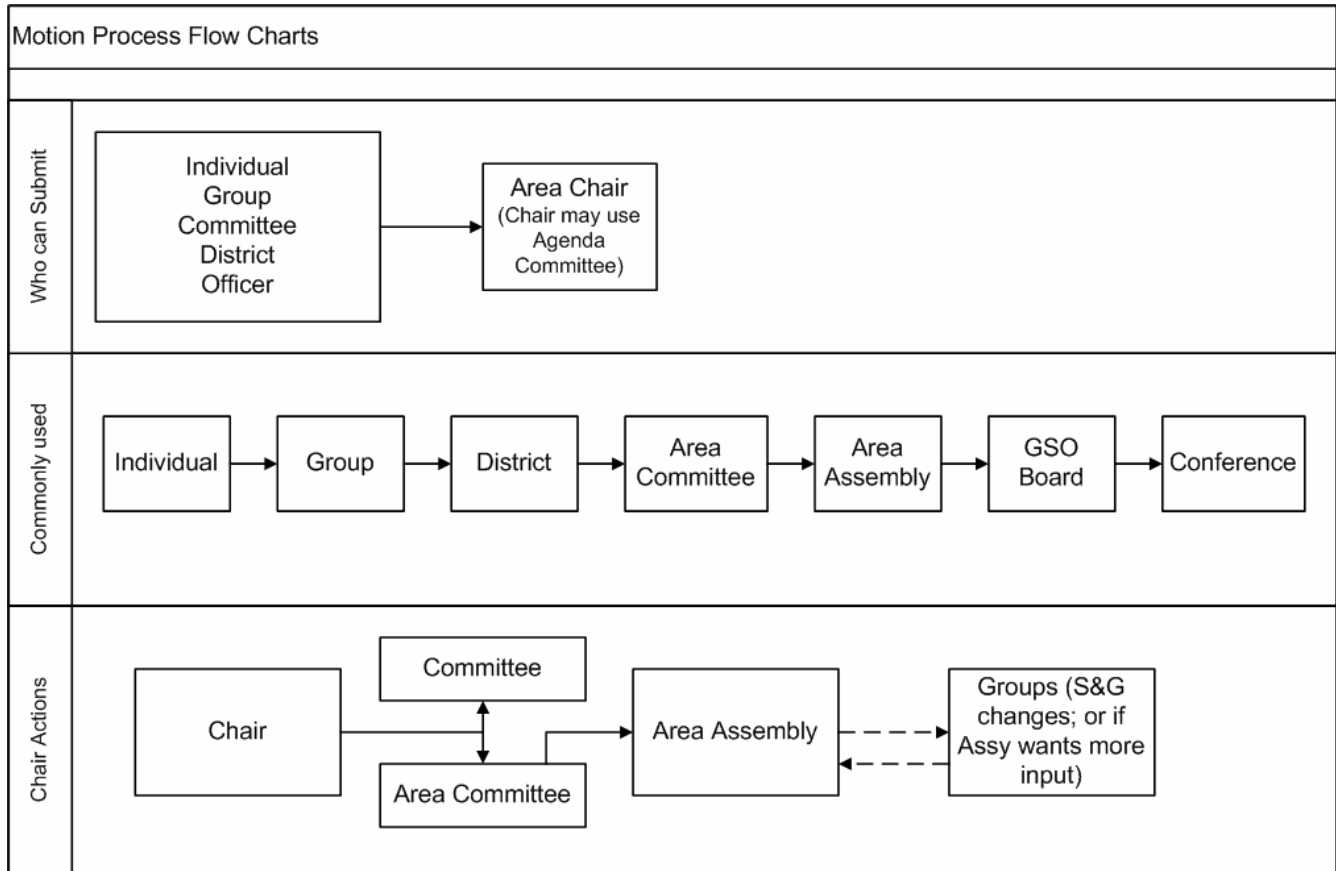 Motion Process Flow Charts
Who can Submit
Individual
Group
Committee
District
Officer
Area Chair
(Chair may use
Agenda
Committee)
Commonly used
Individual
Group
District
Area
Committee
Area
Assembly
GSO
Board
Conference
Chair Actions
Chair
Committee
Area Committee
Area Assembly
Groups (S&G
changes; or if
Assy wants more
input)